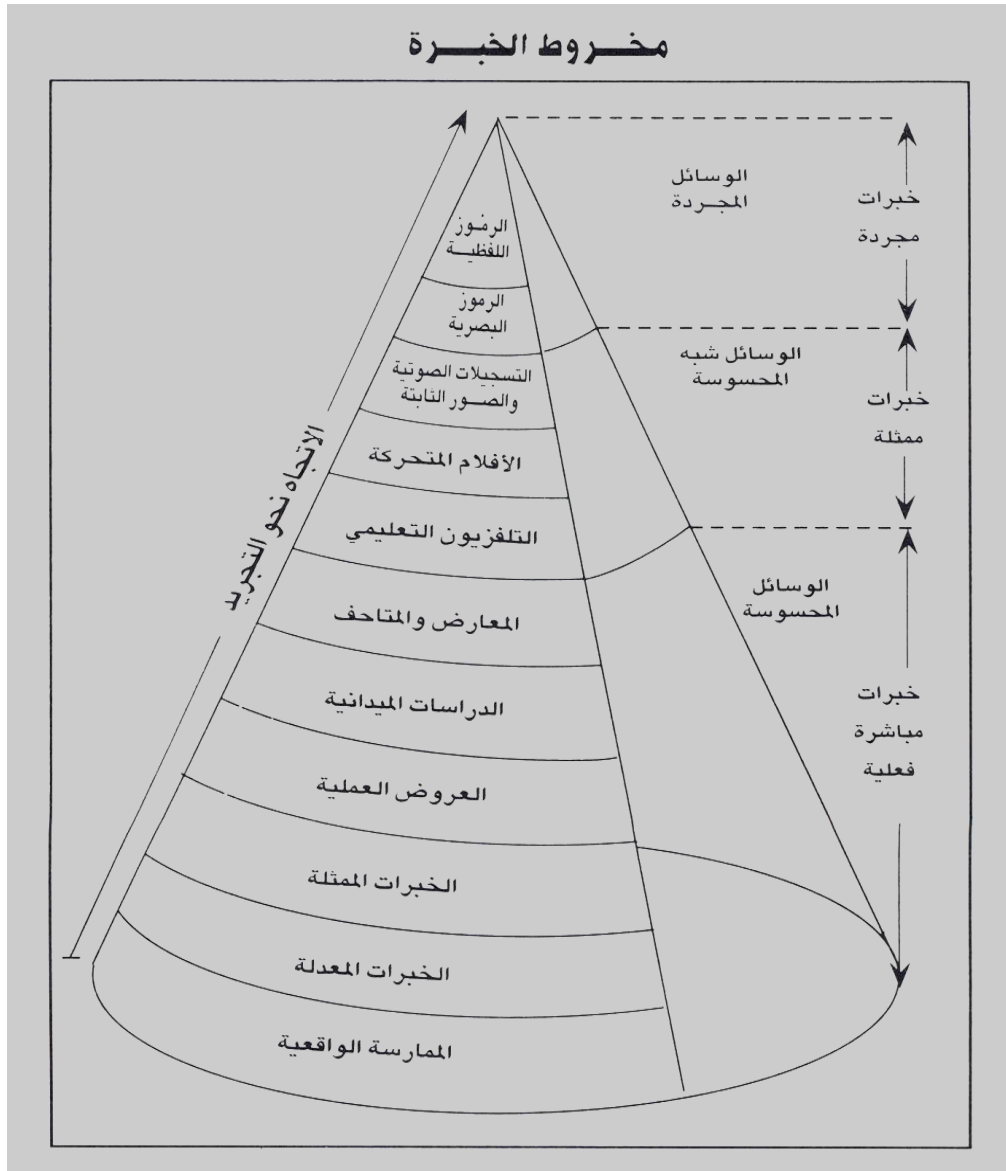 مخروط الخبرة
الوسائل
المجردة
خبرات
مجردة
الرموز
اللفظية
الرموز
البصرية
الوسائل شبه
المحسوسة
خبرات
ممثلة
التسجيلات الصوتية
والصور الثابتة
الأفلام المتحركة
الاتجاه نحو التجريد
التلفزيون التعليمي
الوسائل
المحسوسة
المعارض والمتاحف
خبرات
مباشرة
فعلية
الدراسات الميدانية
العروض العملية
الخبرات الممثلة
الخبرات المعدلة
الممارسة الواقعية